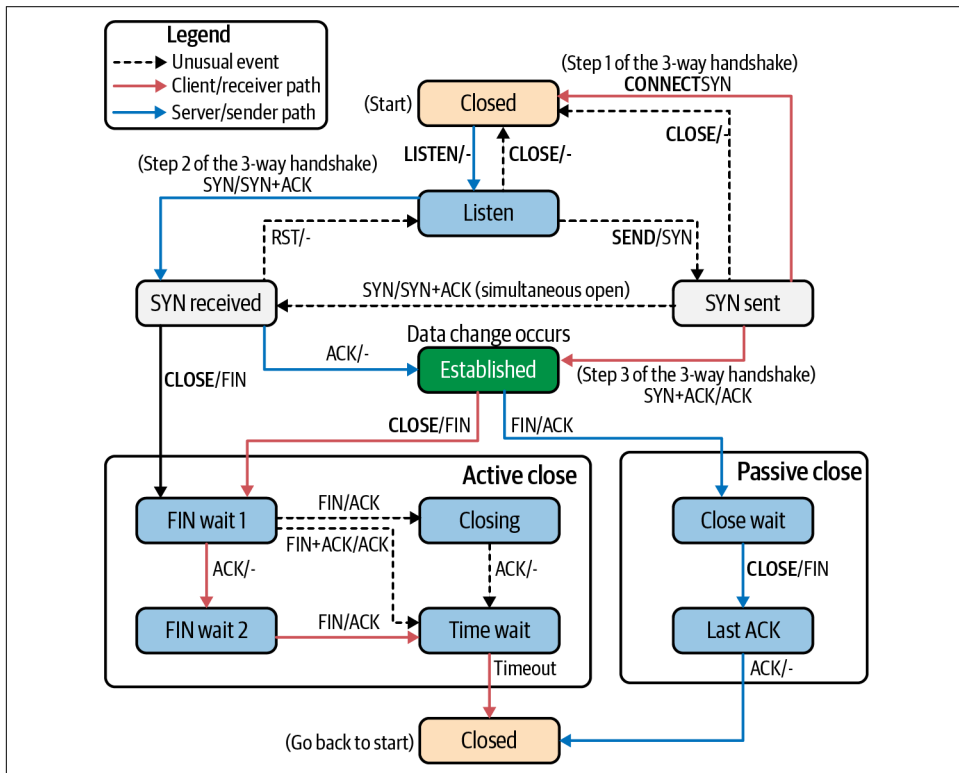 Legend
Unusual event
Client/receiver path
Server/sender path
(Step 1 of the 3-way handshake)
CONNECTSYN
(Start)
Closed
CLOSE/-
LISTEN/-
CLOSE/-
(Step 2 of the 3-way handshake)
SYN/SYN+ACK
Listen
RST/-
SEND/SYN
SYN received
SYN/SYN+ACK (simultaneous open)
SYN sent
Data change occurs
ACK/-
Established
CLOSE/FIN
(Step 3 of the 3-way handshake)
SYN+ACK/ACK
CLOSE/FIN
FIN/ACK
Active close
Passive close
FIN wait 1
FIN/ACK
Closing
Close wait
FIN+ACK/ACK
ACK/-
ACK/-
CLOSE/FIN
FIN wait 2
FIN/ACK
Time wait
Last ACK
Timeout
ACK/-
(Go back to start)
Closed